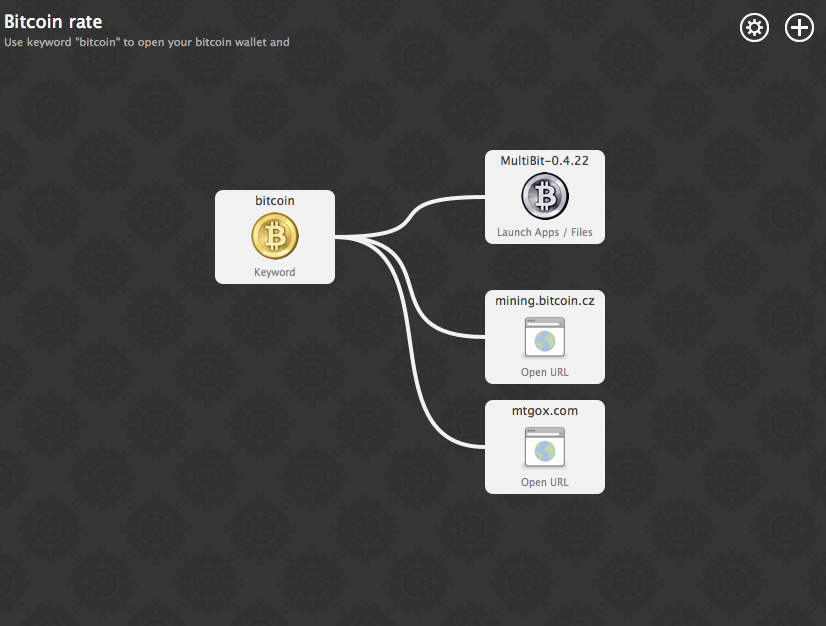 Bitcoin rate
Use keyword "bitcoin" to open your bitcoin wallet and
MultiBit-0.4.22
Launch Apps / Files
bitcoin
Keyword
mining.bitcoin.cz
Open URL
mtgox.com
Open URL